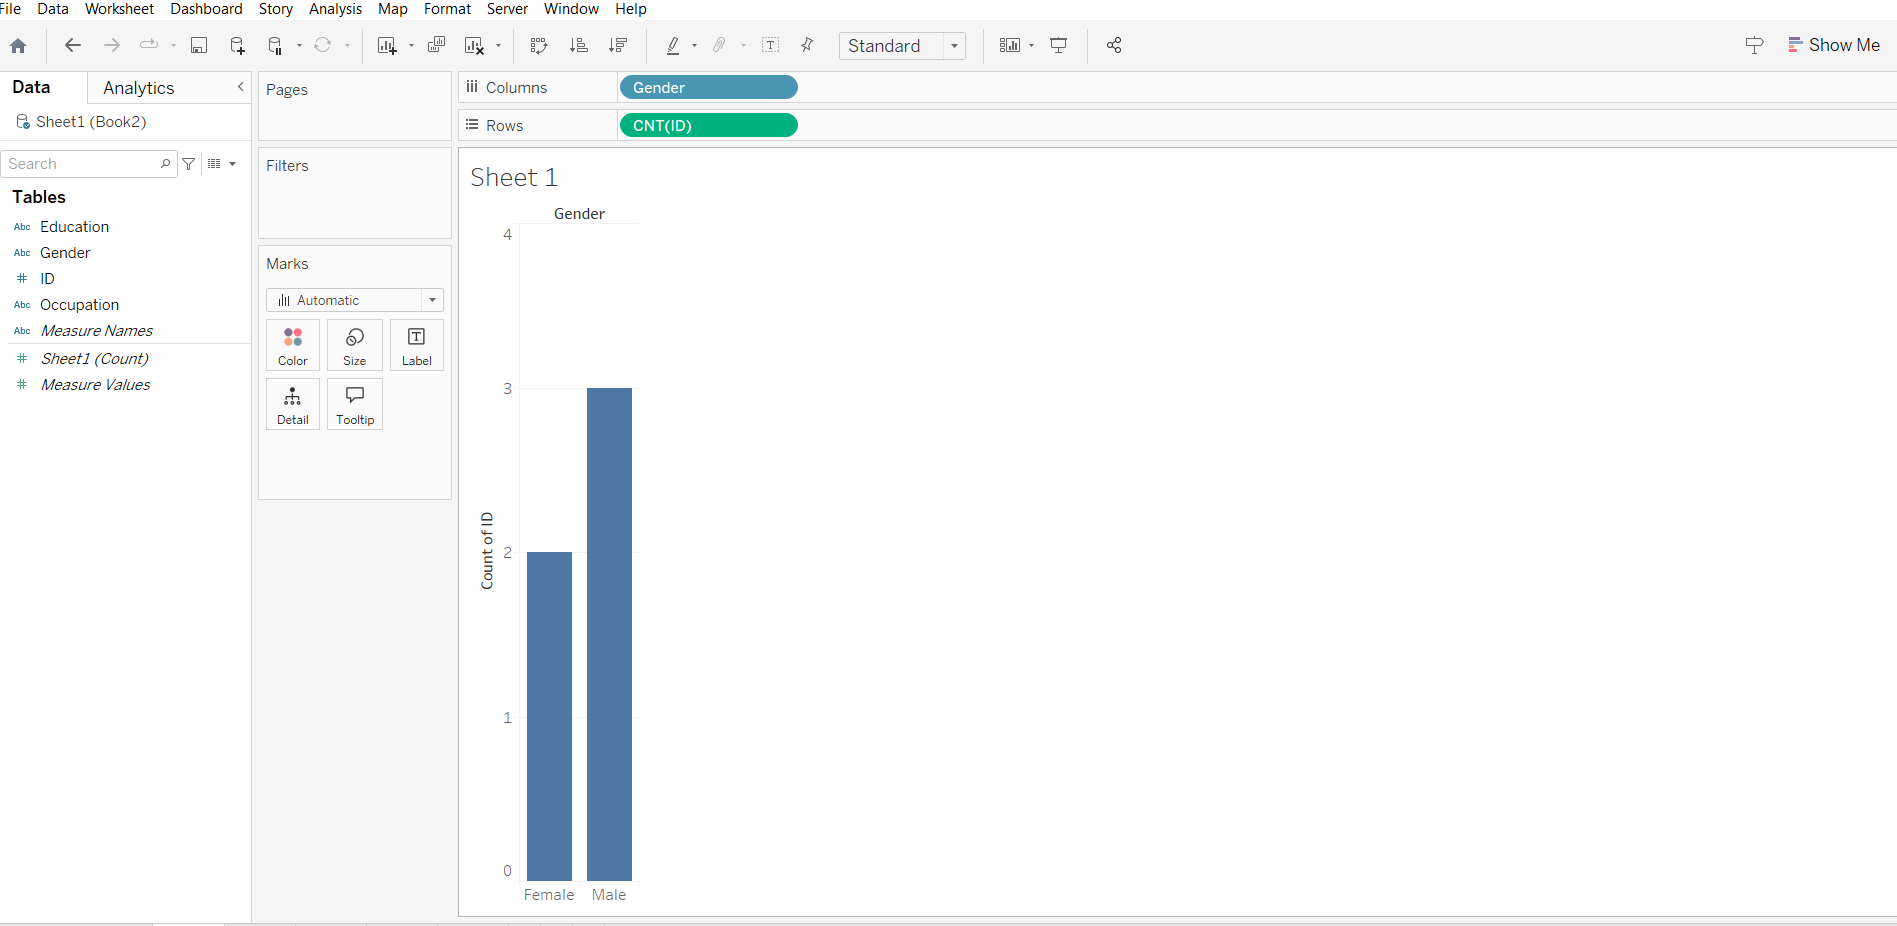 File Data Worksheet Dashboard Story Analysis Map Format Server Window Help
Standard
Show Me
Data Analytics
Sheet1 (Book2)
Search
Tables
Abc Education
Abc Gender
# ID
Abc Occupation
Abc Measure Names
# Sheet1 (Count)
# Measure Values
Pages
Filters
Marks
Automatic
Color Size T Label
Detail Tooltip
Columns Gender
Rows CNT(ID)
Sheet 1
Gender
4
3
2
1
0
Count of ID
Female Male